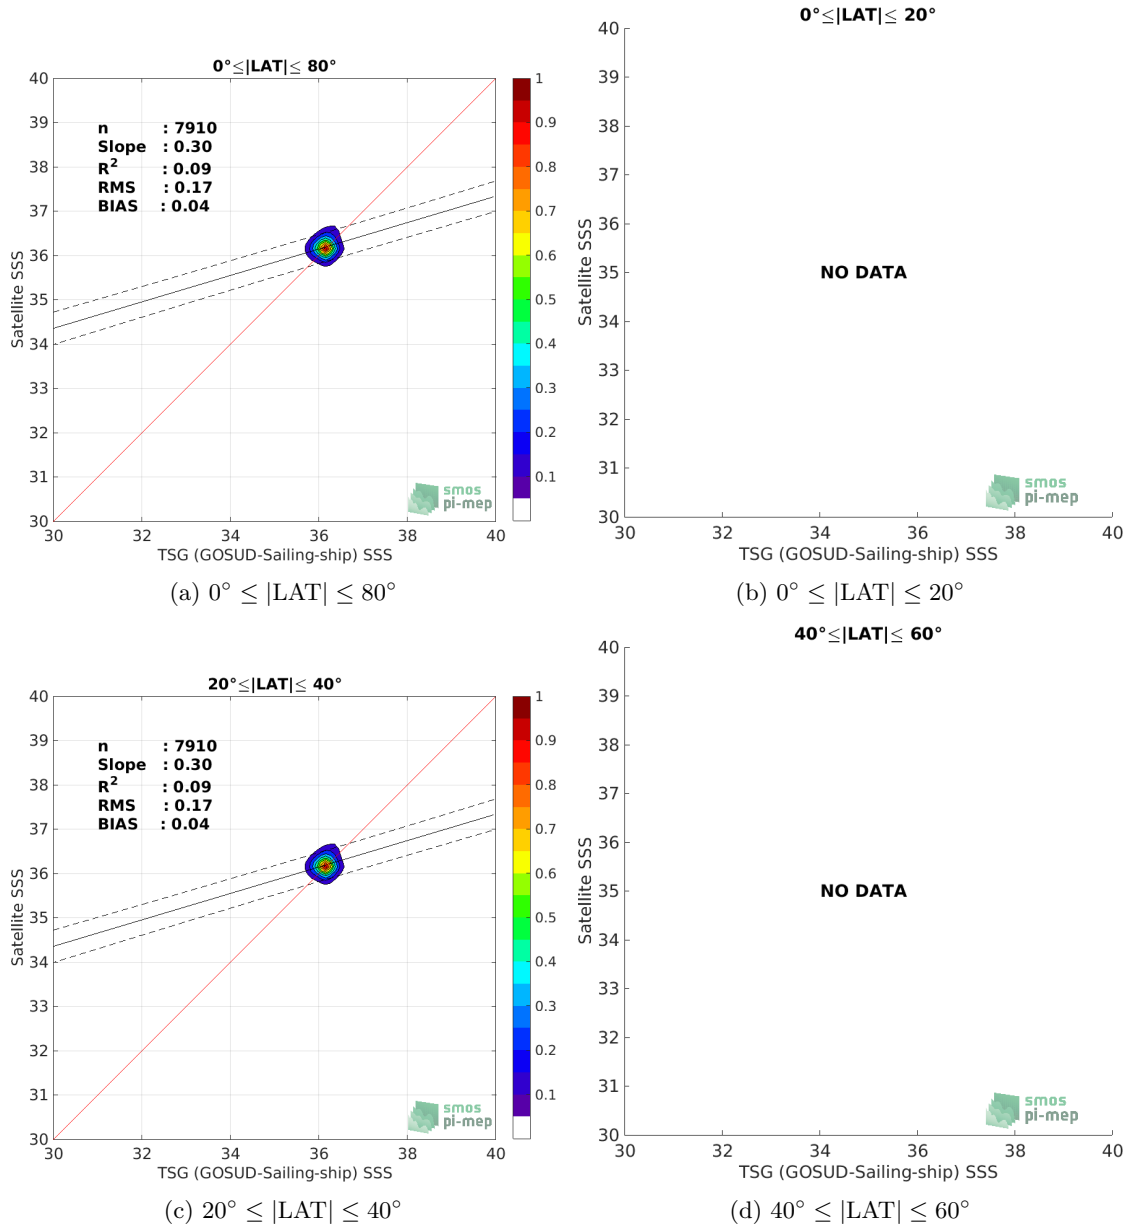 0°≤|LAT|≤ 80°
40
39
38
37
36
35
34
33
32
31
30
30
32
34
36
38
40
Satellite SSS
TSG (GOSUD-Sailing-ship) SSS
n : 7910
Slope : 0.30
R² : 0.09
RMS : 0.17
BIAS : 0.04
1
0.9
0.8
0.7
0.6
0.5
0.4
0.3
0.2
0.1
smos
pi-mep
(a) 0° ≤ |LAT| ≤ 80°
0°≤|LAT|≤ 20°
40
39
38
37
36
35
34
33
32
31
30
30
32
34
36
38
40
Satellite SSS
TSG (GOSUD-Sailing-ship) SSS
NO DATA
smos
pi-mep
(b) 0° ≤ |LAT| ≤ 20°
20°≤|LAT|≤ 40°
40
39
38
37
36
35
34
33
32
31
30
30
32
34
36
38
40
Satellite SSS
TSG (GOSUD-Sailing-ship) SSS
n : 7910
Slope : 0.30
R² : 0.09
RMS : 0.17
BIAS : 0.04
1
0.9
0.8
0.7
0.6
0.5
0.4
0.3
0.2
0.1
smos
pi-mep
(c) 20° ≤ |LAT| ≤ 40°
40°≤|LAT|≤ 60°
40
39
38
37
36
35
34
33
32
31
30
30
32
34
36
38
40
Satellite SSS
TSG (GOSUD-Sailing-ship) SSS
NO DATA
smos
pi-mep
(d) 40° ≤ |LAT| ≤ 60°